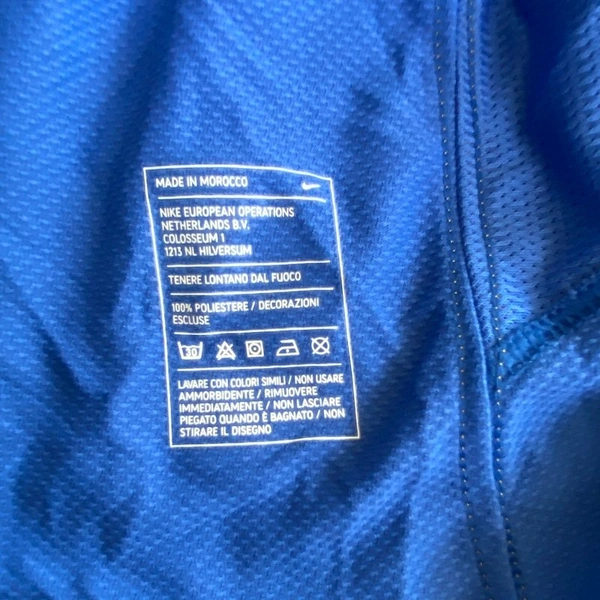 MADE IN MOROCCO
NIKE EUROPEAN OPERATIONS
NETHERLANDS B.V.
COLOSSEUM 1
1213 NL HILVERSUM
TENERE LONTANO DAL FUOCO
100% POLIESTERE / DECORAZIONI
ESCLUSE
30
LAVARE CON COLORI SIMILI / NON USARE
AMMORBIDENTE / RIMUOVERE
IMMEDIATAMENTE / NON LASCIARE
PIEGATO QUANDO È BAGNATO / NON
STIRARE IL DISEGNO